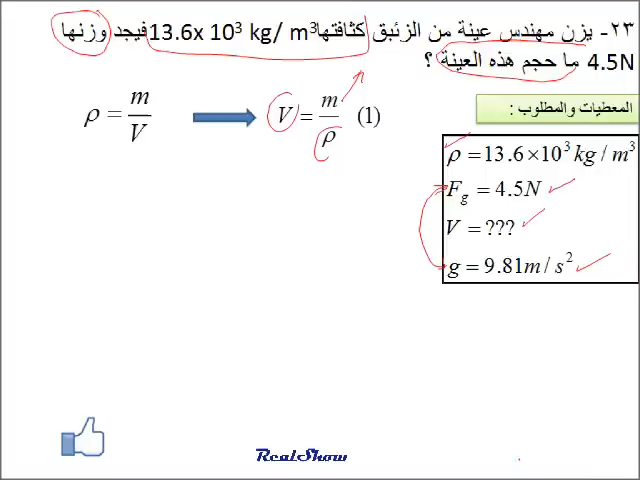 ٢٣- يزن مهندس عينة من الزئبق كثافتها 13.6x 10³ kg/ m³ فيجد وزنها
4.5N ما حجم هذه العينة ؟
المعطيات والمطلوب :
ρ = m/V
V = m/ρ (1)
ρ = 13.6 × 10³ kg / m³
F_g = 4.5N
V = ???
g = 9.81m / s²
RealShow